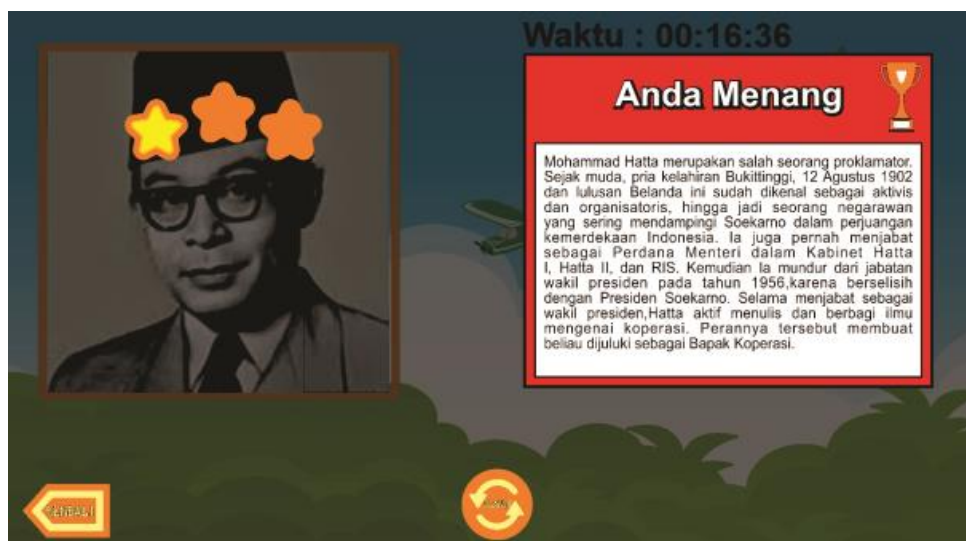 Waktu : 00:16:36
Anda Menang
Mohammad Hatta merupakan salah seorang proklamator.
Sejak muda, pria kelahiran Bukittinggi, 12 Agustus 1902
dan lulusan Belanda ini sudah dikenal sebagai aktivis
dan organisatoris, hingga jadi seorang negarawan
yang sering mendampingi Soekarno dalam perjuangan
kemerdekaan Indonesia. Ia juga pernah menjabat
sebagai Perdana Menteri dalam Kabinet Hatta
I, Hatta II, dan RIS. Kemudian Ia mundur dari jabatan
wakil presiden pada tahun 1956,karena berselisih
dengan Presiden Soekarno. Selama menjabat sebagai
wakil presiden,Hatta aktif menulis dan berbagi ilmu
mengenai koperasi. Perannya tersebut membuat
beliau dijuluki sebagai Bapak Koperasi.
KEMBALI